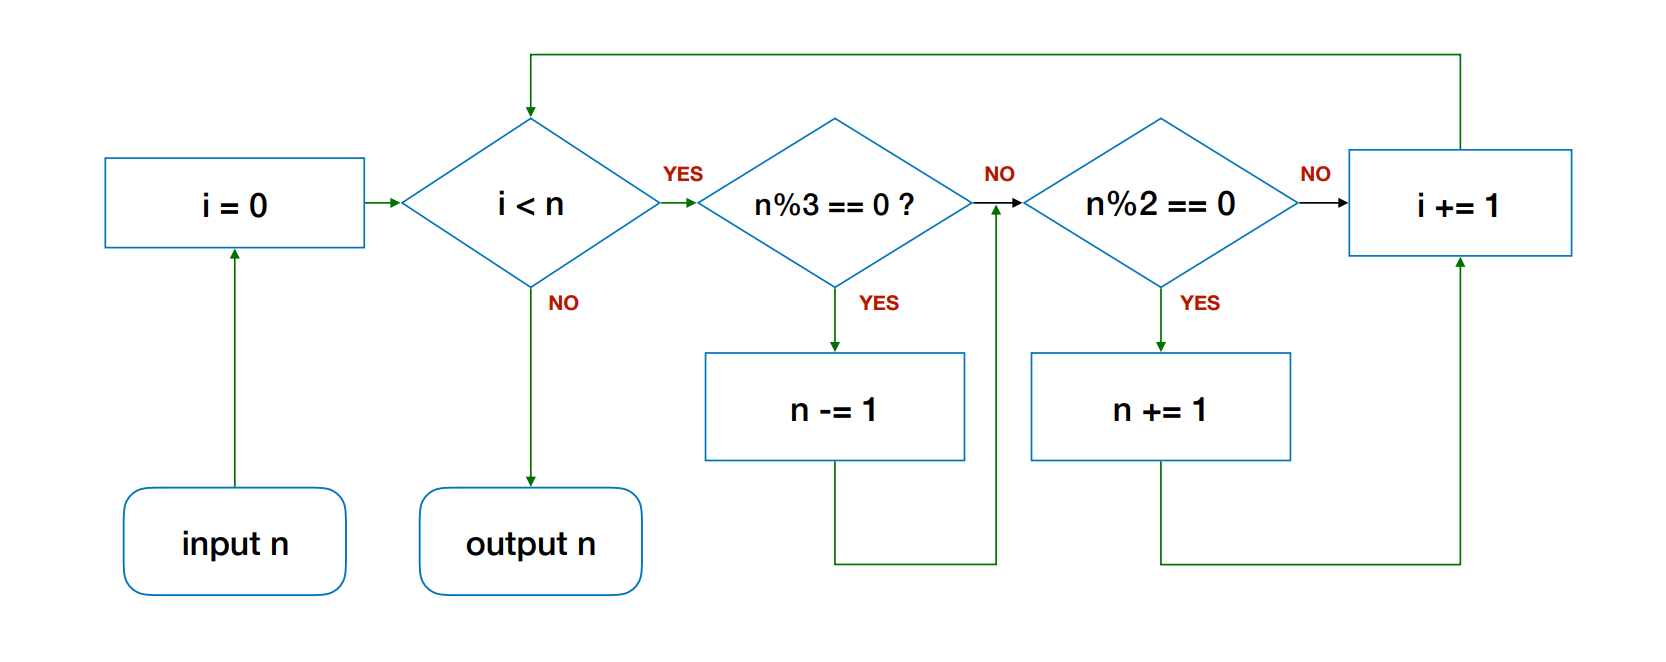 i = 0
i < n
YES
n%3 == 0 ?
NO
n%2 == 0
NO
i += 1
NO
YES
YES
n -= 1
n += 1
input n
output n